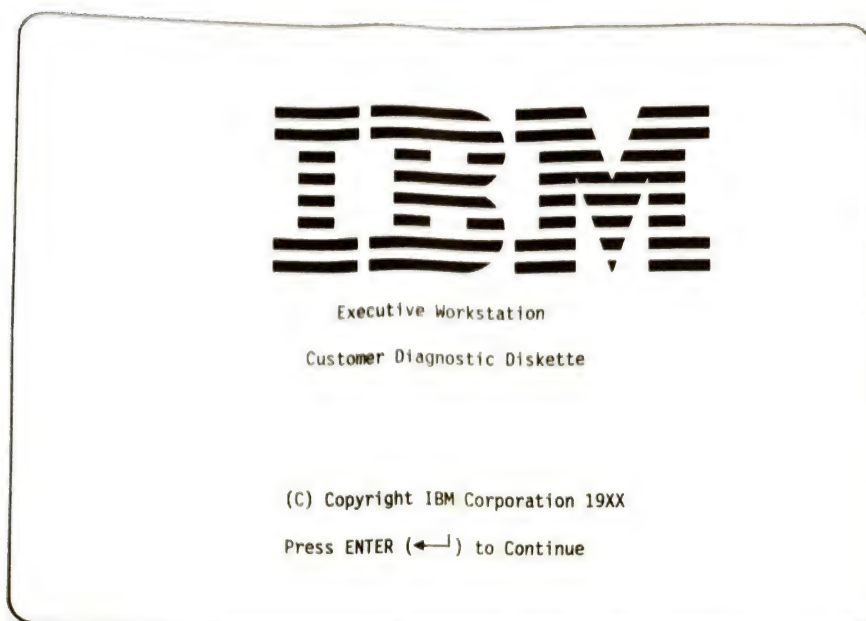 IBM
Executive Workstation
Customer Diagnostic Diskette
(C) Copyright IBM Corporation 19XX
Press ENTER (←┘) to Continue